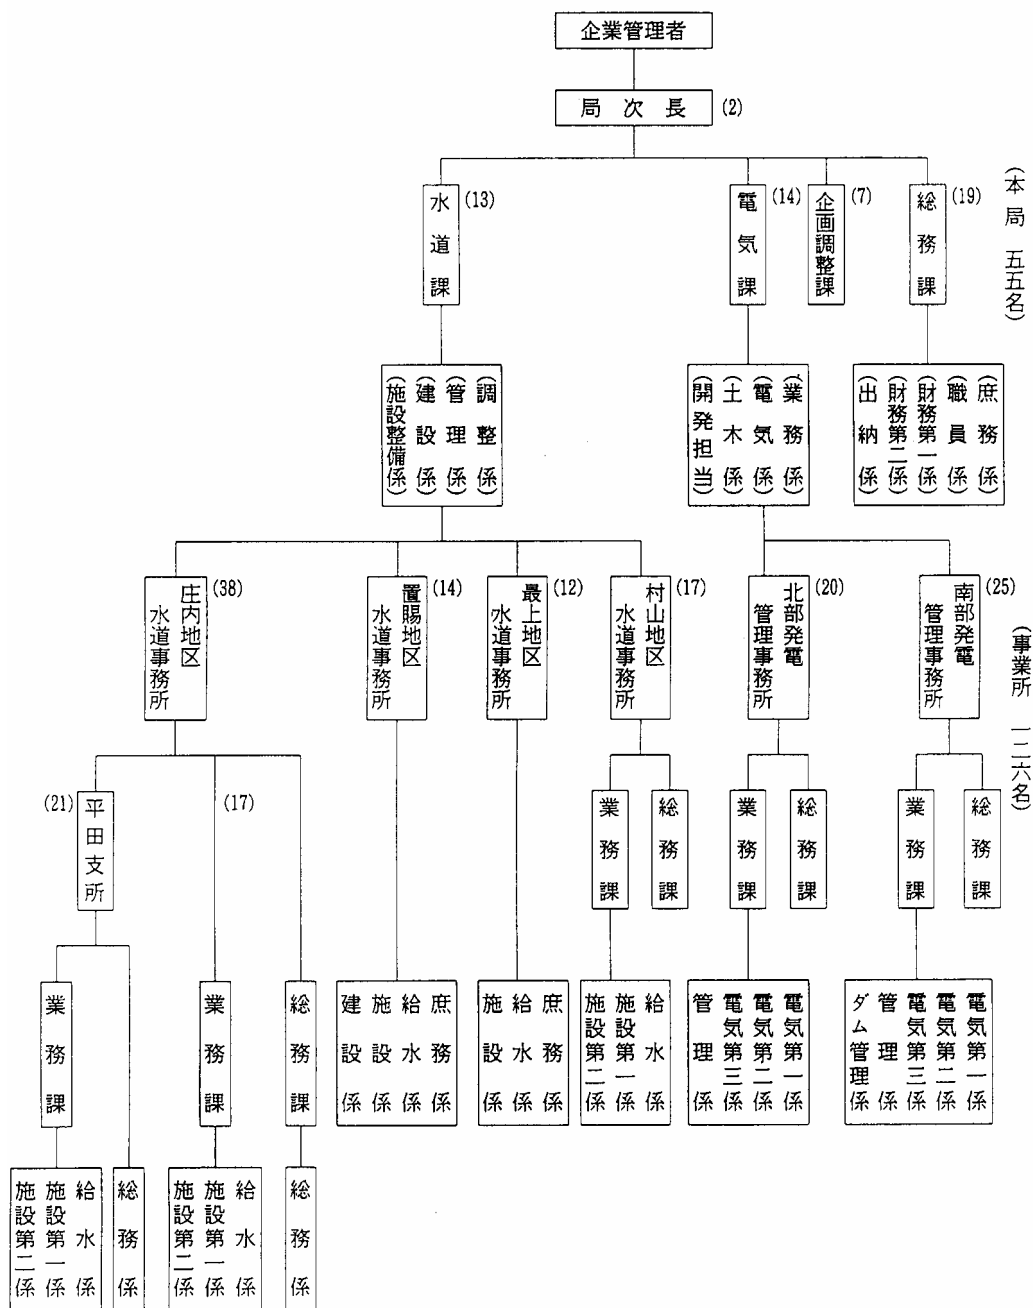 企業管理者
局次長 (2)
(本局 五五名)
総務課 (19)
企画調整課 (7)
電気課 (14)
水道課 (13)
(庶務係)
(職員係)
(財務第一係)
(財務第二係)
(出納係)
(業務係)
(電気係)
(土木係)
(開発担当)
(調整係)
(管理係)
(建設係)
(施設整備係)
(事業所 一二六名)
南部発電
管理事務所
(25)
北部発電
管理事務所
(20)
村山地区
水道事務所
(17)
最上地区
水道事務所
(12)
置賜地区
水道事務所
(14)
庄内地区
水道事務所
(38)
総務課
業務課
総務課
業務課
総務課
業務課
(17)
平田支所
(21)
電気第一係
電気第二係
電気第三係
管理係
ダム管理係
電気第一係
電気第二係
電気第三係
管理係
給水係
施設第一係
施設第二係
庶務係
給水係
施設係
庶務係
給水係
施設係
建設係
総務課
業務課
業務課
総務係
給水係
施設第一係
施設第二係
総務係
給水係
施設第一係
施設第二係